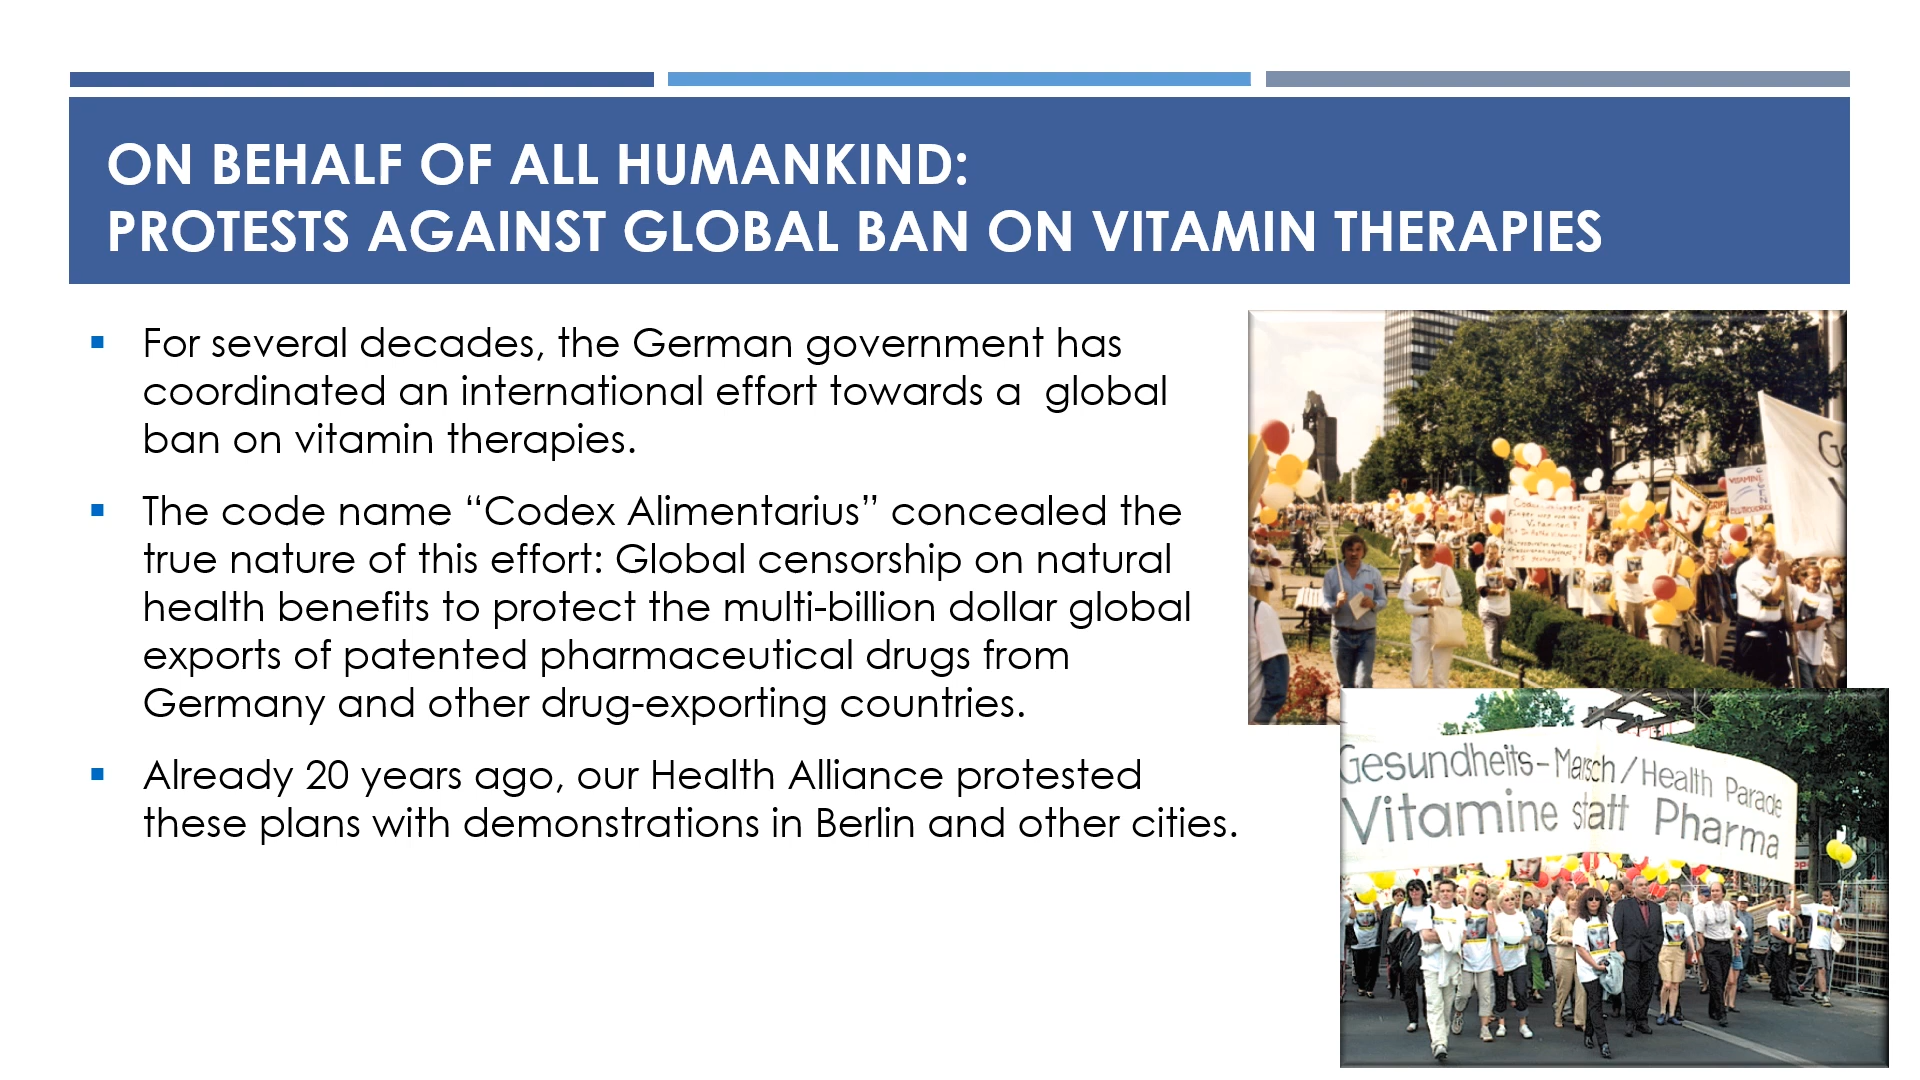 ON BEHALF OF ALL HUMANKIND:
PROTESTS AGAINST GLOBAL BAN ON VITAMIN THERAPIES
▪ For several decades, the German government has
coordinated an international effort towards a  global
ban on vitamin therapies.
▪ The code name “Codex Alimentarius” concealed the
true nature of this effort: Global censorship on natural
health benefits to protect the multi-billion dollar global
exports of patented pharmaceutical drugs from
Germany and other drug-exporting countries.
▪ Already 20 years ago, our Health Alliance protested
these plans with demonstrations in Berlin and other cities.
Gesundheits-Marsch/Health Parade
Vitamine statt Pharma